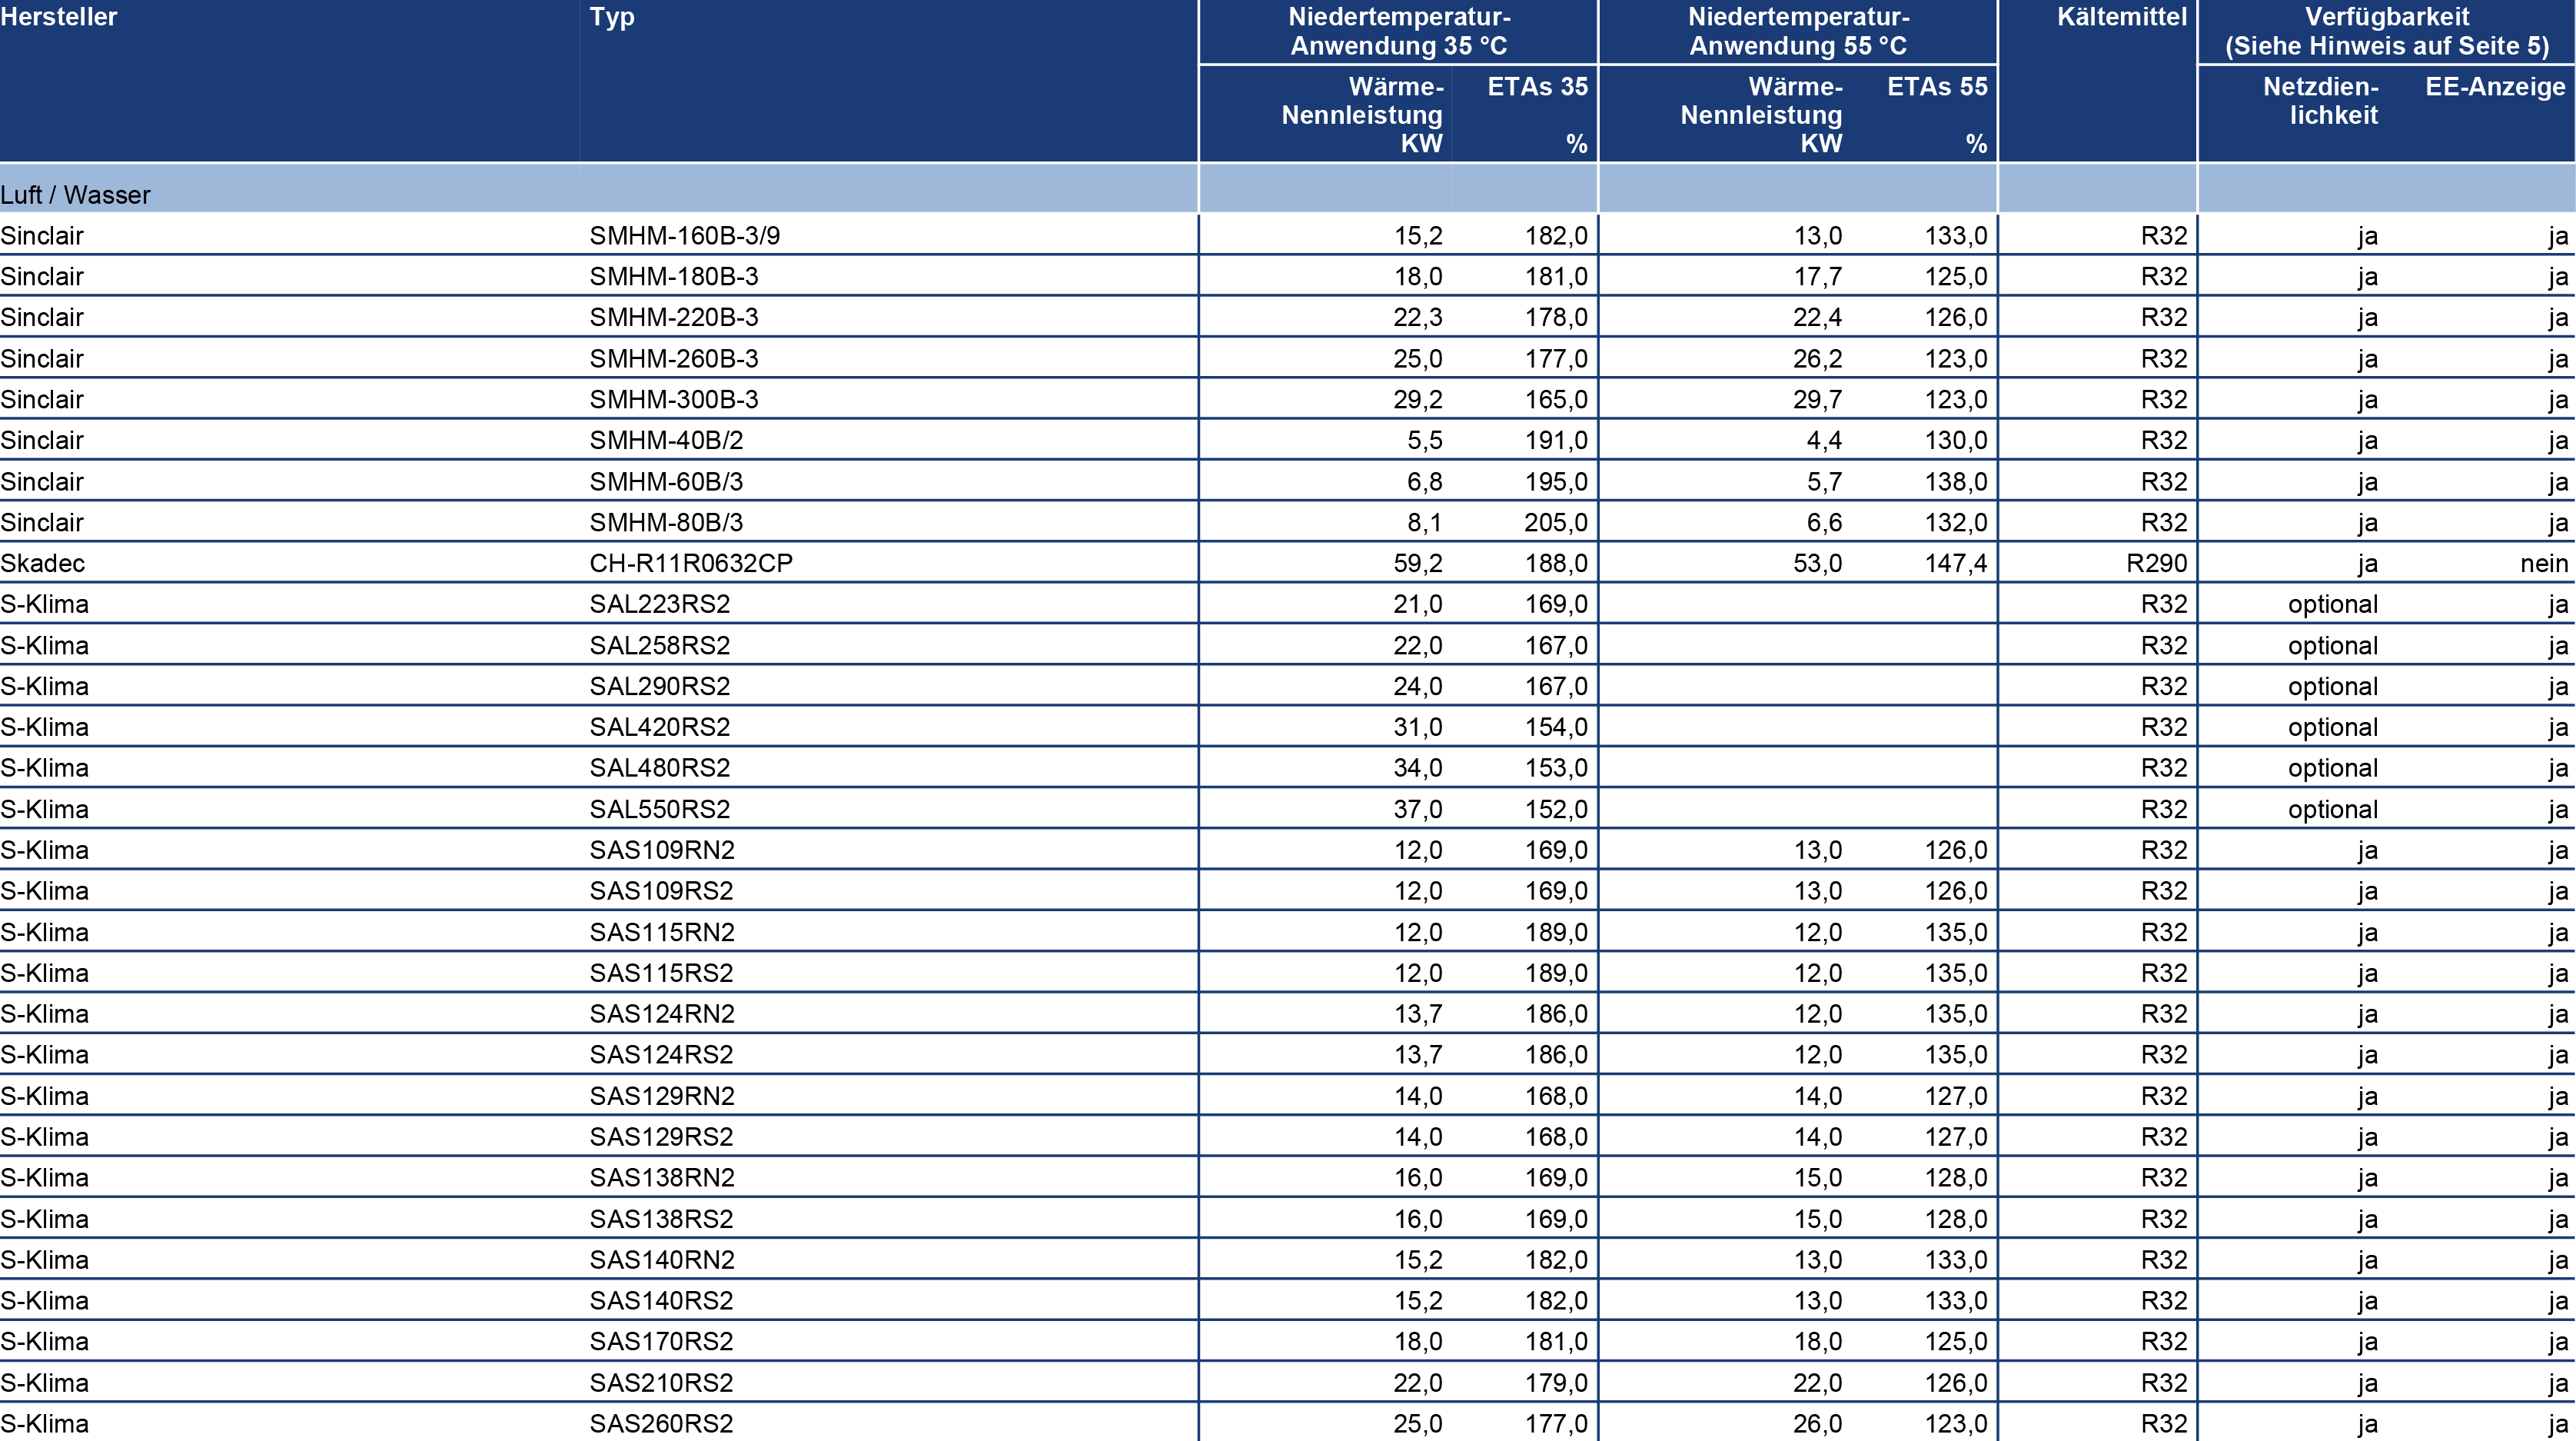 Hersteller Typ Niedertemperatur- Niedertemperatur- Kältemittel Verfügbarkeit
Anwendung 35 °C Anwendung 55 °C (Siehe Hinweis auf Seite 5)
Wärme- ETAs 35 Wärme- ETAs 55 Netzdien- EE-Anzeige
Nennleistung Nennleistung lichkeit
KW % KW %
Luft / Wasser
Sinclair SMHM-160B-3/9 15,2 182,0 13,0 133,0 R32 ja ja
Sinclair SMHM-180B-3 18,0 181,0 17,7 125,0 R32 ja ja
Sinclair SMHM-220B-3 22,3 178,0 22,4 126,0 R32 ja ja
Sinclair SMHM-260B-3 25,0 177,0 26,2 123,0 R32 ja ja
Sinclair SMHM-300B-3 29,2 165,0 29,7 123,0 R32 ja ja
Sinclair SMHM-40B/2 5,5 191,0 4,4 130,0 R32 ja ja
Sinclair SMHM-60B/3 6,8 195,0 5,7 138,0 R32 ja ja
Sinclair SMHM-80B/3 8,1 205,0 6,6 132,0 R32 ja ja
Skadec CH-R11R0632CP 59,2 188,0 53,0 147,4 R290 ja nein
S-Klima SAL223RS2 21,0 169,0 R32 optional ja
S-Klima SAL258RS2 22,0 167,0 R32 optional ja
S-Klima SAL290RS2 24,0 167,0 R32 optional ja
S-Klima SAL420RS2 31,0 154,0 R32 optional ja
S-Klima SAL480RS2 34,0 153,0 R32 optional ja
S-Klima SAL550RS2 37,0 152,0 R32 optional ja
S-Klima SAS109RN2 12,0 169,0 13,0 126,0 R32 ja ja
S-Klima SAS109RS2 12,0 169,0 13,0 126,0 R32 ja ja
S-Klima SAS115RN2 12,0 189,0 12,0 135,0 R32 ja ja
S-Klima SAS115RS2 12,0 189,0 12,0 135,0 R32 ja ja
S-Klima SAS124RN2 13,7 186,0 12,0 135,0 R32 ja ja
S-Klima SAS124RS2 13,7 186,0 12,0 135,0 R32 ja ja
S-Klima SAS129RN2 14,0 168,0 14,0 127,0 R32 ja ja
S-Klima SAS129RS2 14,0 168,0 14,0 127,0 R32 ja ja
S-Klima SAS138RN2 16,0 169,0 15,0 128,0 R32 ja ja
S-Klima SAS138RS2 16,0 169,0 15,0 128,0 R32 ja ja
S-Klima SAS140RN2 15,2 182,0 13,0 133,0 R32 ja ja
S-Klima SAS140RS2 15,2 182,0 13,0 133,0 R32 ja ja
S-Klima SAS170RS2 18,0 181,0 18,0 125,0 R32 ja ja
S-Klima SAS210RS2 22,0 179,0 22,0 126,0 R32 ja ja
S-Klima SAS260RS2 25,0 177,0 26,0 123,0 R32 ja ja